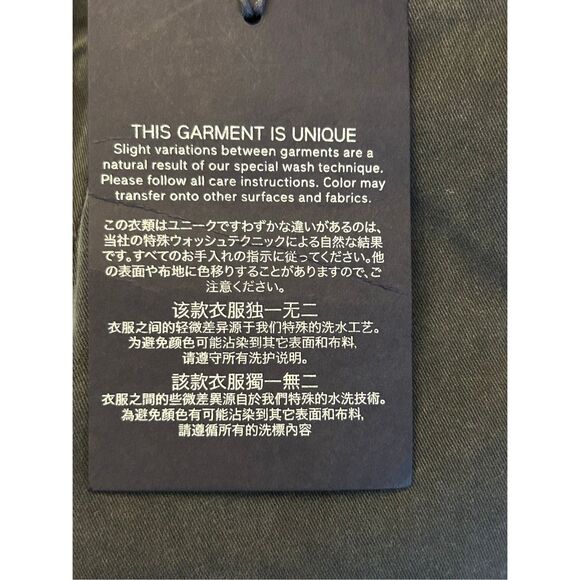 THIS GARMENT IS UNIQUE
Slight variations between garments are a
natural result of our special wash technique.
Please follow all care instructions. Color may
transfer onto other surfaces and fabrics.
この衣類はユニークですわずかな違いがあるのは、
当社の特殊ウォッシュテクニックによる自然な結果
です。すべてのお手入れの指示に従ってください。他
の表面や布地に色移りすることがありますので、ご
注意ください。
该款衣服独一无二
衣服之间的轻微差异源于我们特殊的洗水工艺。
为避免颜色可能沾染到其它表面和布料,
请遵守所有洗护说明。
該款衣服獨一無二
衣服之間的些微差異源自於我們特殊的水洗技術。
為避免顏色有可能沾染到其它表面和布料,
請遵循所有的洗標內容